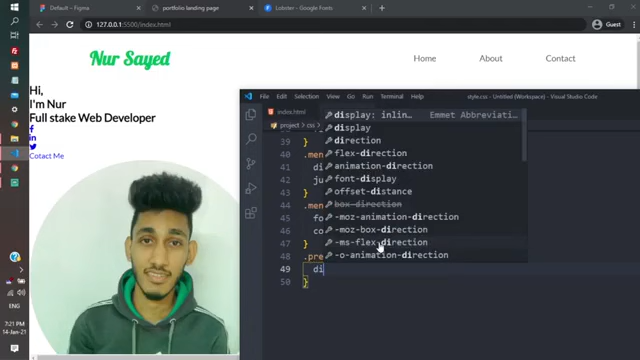 Default – Figma
portfolio landing page
Lobster - Google Fonts
127.0.0.1:5500/index.html
Guest
Nur Sayed
Home
About
Contact
Hi,
I'm Nur
Full stake Web Developer
Cotact Me
File
Edit
Selection
View
Go
Run
Terminal
Help
style.css - Untitled (Workspace) - Visual Studio Code
index.html
project
css
display: inlin…
Emmet Abbreviati…
display
direction
flex-direction
animation-direction
font-display
offset-distance
box-direction
-moz-animation-direction
-moz-box-direction
-ms-flex-direction
-o-animation-direction
39 }
40 .men
41 di
42 ju
43 }
44 .men
45 fo
46 co
47 }
48 .pre
49 di
50 }
ENG
7:21 PM
14-Jan-21